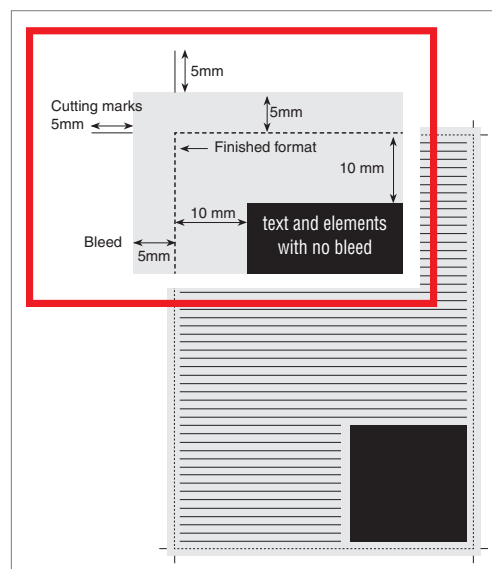 5mm
Cutting marks
5mm
5mm
Finished format
10 mm
10 mm
text and elements
with no bleed
Bleed
5mm